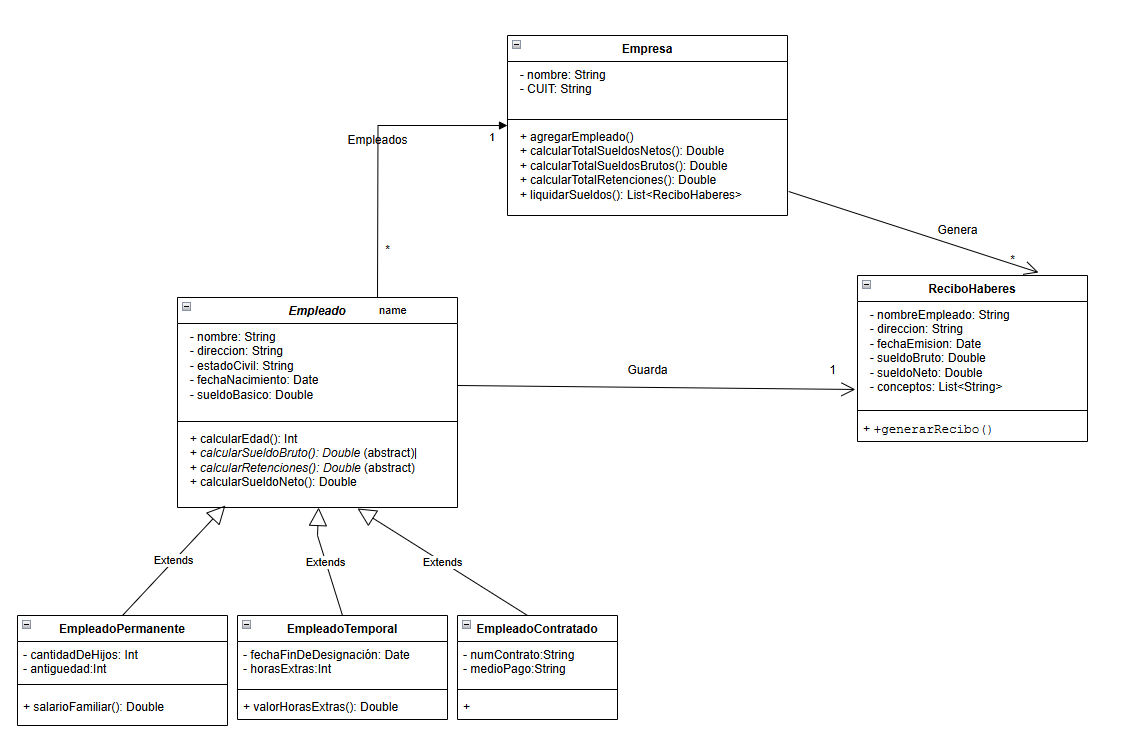 Empresa
- nombre: String
- CUIT: String
+ agregarEmpleado()
+ calcularTotalSueldosNetos(): Double
+ calcularTotalSueldosBrutos(): Double
+ calcularTotalRetenciones(): Double
+ liquidarSueldos(): List<ReciboHaberes>
Empleados
1
*
Genera
*
Empleado
name
- nombre: String
- direccion: String
- estadoCivil: String
- fechaNacimiento: Date
- sueldoBasico: Double
+ calcularEdad(): Int
+ calcularSueldoBruto(): Double (abstract)|
+ calcularRetenciones(): Double (abstract)
+ calcularSueldoNeto(): Double
Guarda
1
ReciboHaberes
- nombreEmpleado: String
- direccion: String
- fechaEmision: Date
- sueldoBruto: Double
- sueldoNeto: Double
- conceptos: List<String>
+ +generarRecibo()
Extends
Extends
Extends
EmpleadoPermanente
- cantidadDeHijos: Int
- antiguedad:Int
+ salarioFamiliar(): Double
EmpleadoTemporal
- fechaFinDeDesignación: Date
- horasExtras:Int
+ valorHorasExtras(): Double
EmpleadoContratado
- numContrato:String
- medioPago:String
+